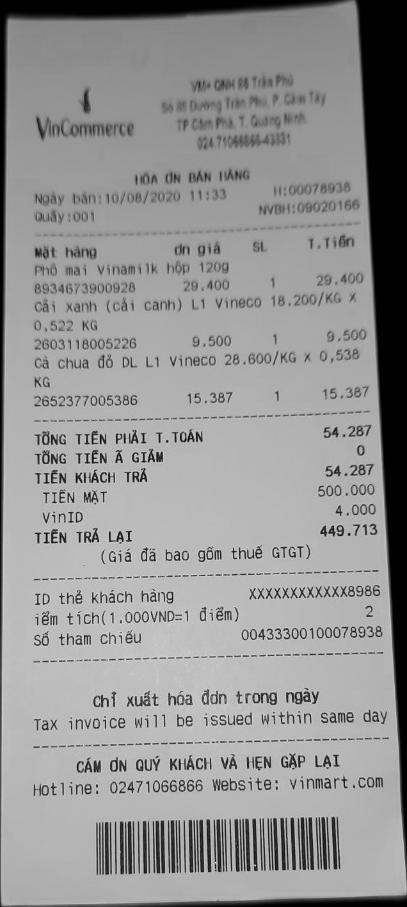 VinCommerce
VM+ QNH 86 Trần Phú
Số 86 Đường Trần Phú, P. Cẩm Tây
TP Cẩm Phả, T. Quảng Ninh
024.71066866-43331
HÓA ĐƠN BÁN HÀNG
Ngày bán:10/08/2020 11:33 H:00078938
Quầy:001 NVBH:09020166
Mặt hàng đn giá SL T.Tiền
Phô mai Vinamilk hộp 120g
8934673900928 29.400 1 29.400
Cải xanh (cải canh) L1 Vineco 18.200/KG X
0,522 KG
2603118005226 9.500 1 9.500
Cà chua đỏ DL L1 Vineco 28.600/KG X 0,538
KG
2652377005386 15.387 1 15.387
TỔNG TIỀN PHẢI T.TOÁN 54.287
TỔNG TIỀN Ã GIẢM 0
TIỀN KHÁCH TRẢ 54.287
TIỀN MẶT 500.000
VinID 4.000
TIỀN TRẢ LẠI 449.713
(Giá đã bao gồm thuế GTGT)
ID thẻ khách hàng XXXXXXXXXXXX8986
iểm tích(1.000VND=1 điểm) 2
Số tham chiếu 00433300100078938
Chỉ xuất hóa đơn trong ngày
Tax invoice will be issued within same day
CÁM ƠN QUÝ KHÁCH VÀ HẸN GẶP LẠI
Hotline: 02471066866 Website: vinmart.com